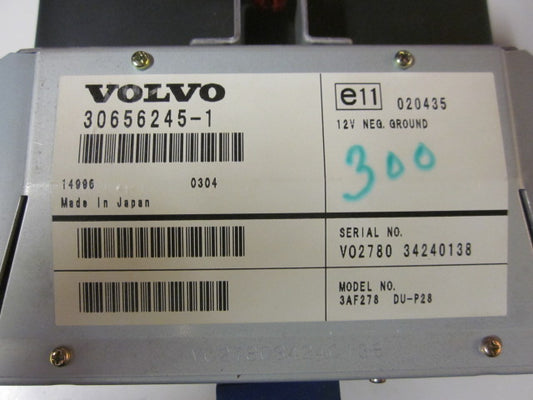 VOLVO
30656245-1
14996 0304
Made In Japan
e11 020435
12V NEG. GROUND
300
SERIAL NO.
V02780 34240138
MODEL NO.
3AF278 DU-P28